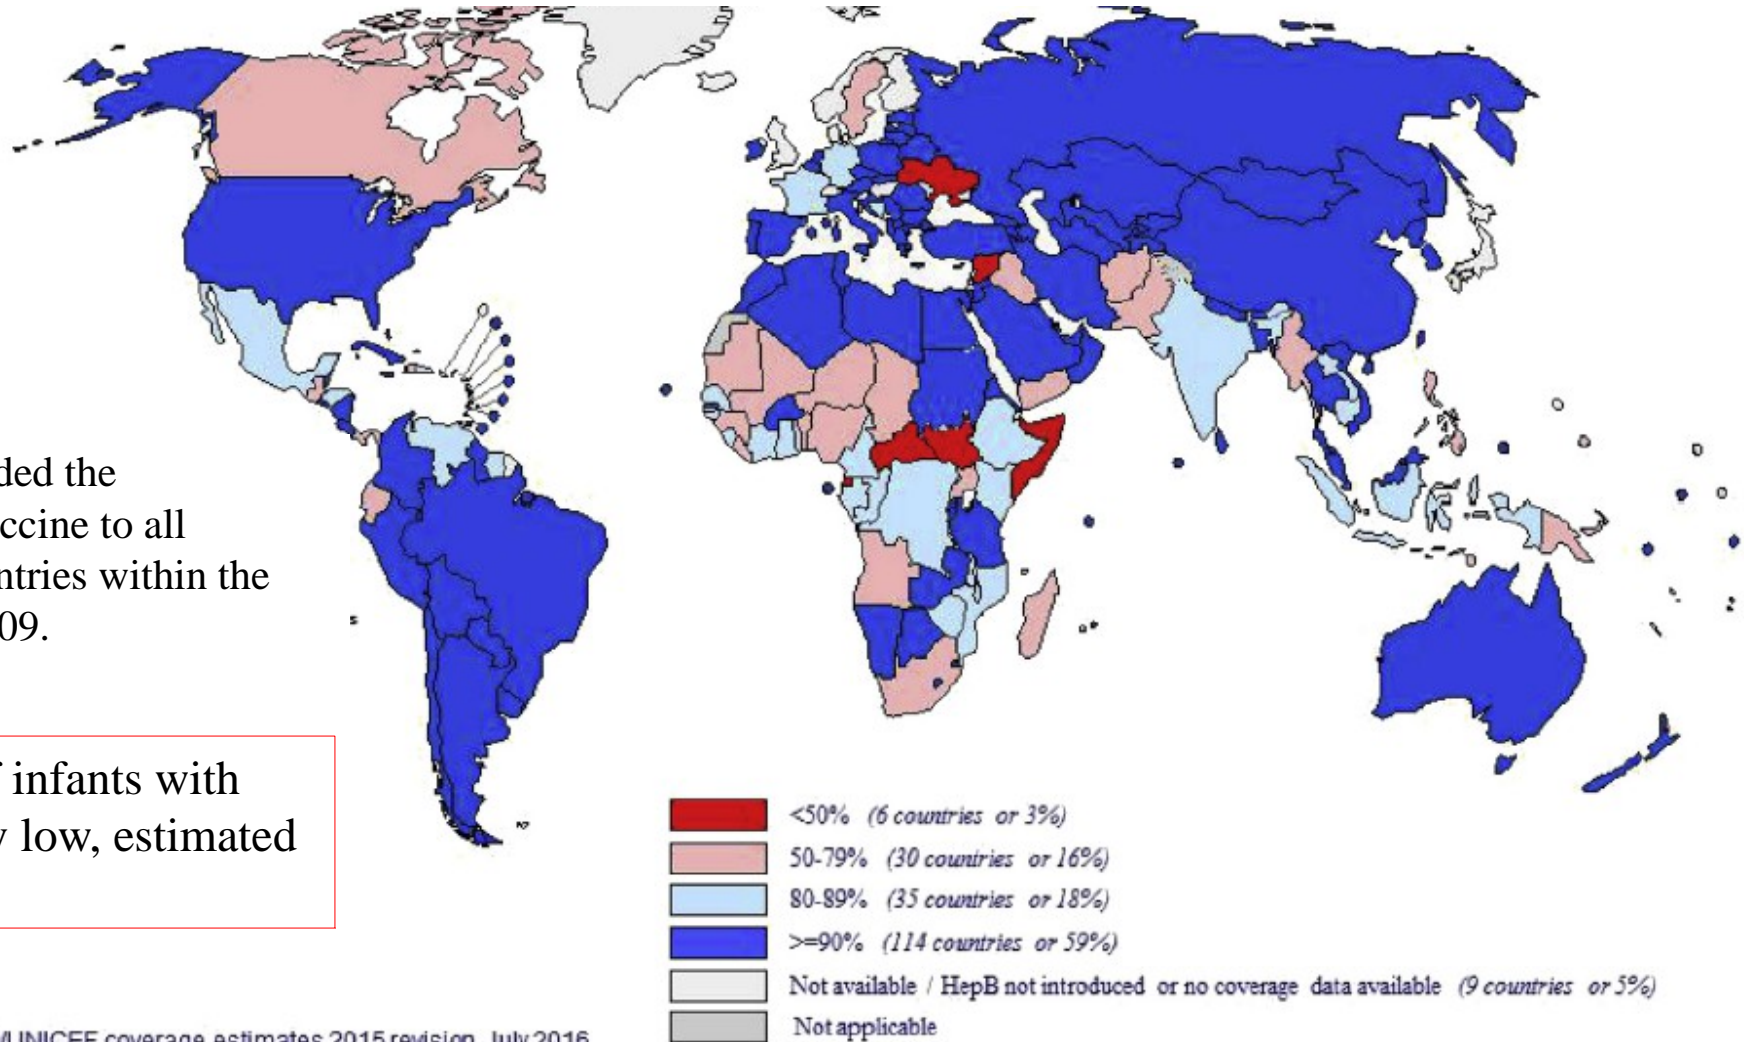 ded the
ccine to all
ntries within the
09.
f infants with
y low, estimated
<50% (6 countries or 3%)
50-79% (30 countries or 16%)
80-89% (35 countries or 18%)
>=90% (114 countries or 59%)
Not available / HepB not introduced or no coverage data available (9 countries or 5%)
Not applicable
/UNICEF coverage estimates 2015 revision, July 2016